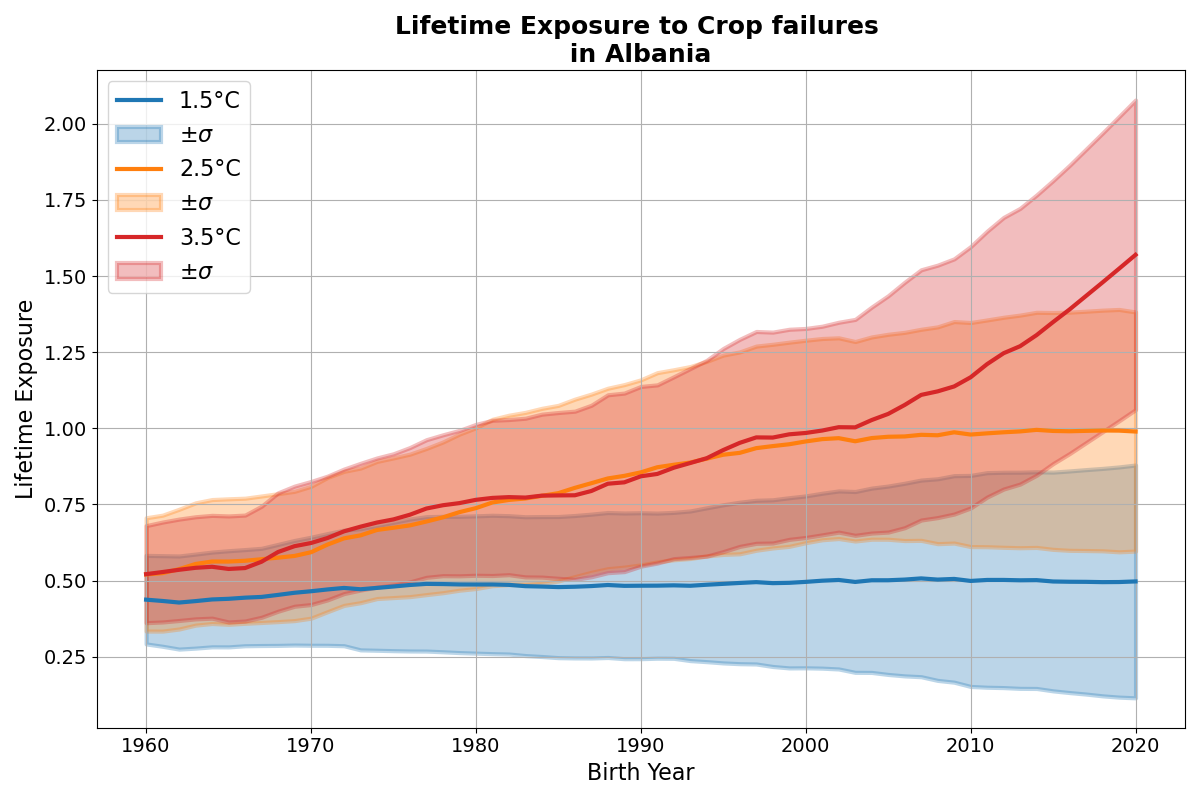 Lifetime Exposure to Crop failures
in Albania
1.5°C
±σ
2.5°C
±σ
3.5°C
±σ
Lifetime Exposure
2.00
1.75
1.50
1.25
1.00
0.75
0.50
0.25
1960 1970 1980 1990 2000 2010 2020
Birth Year